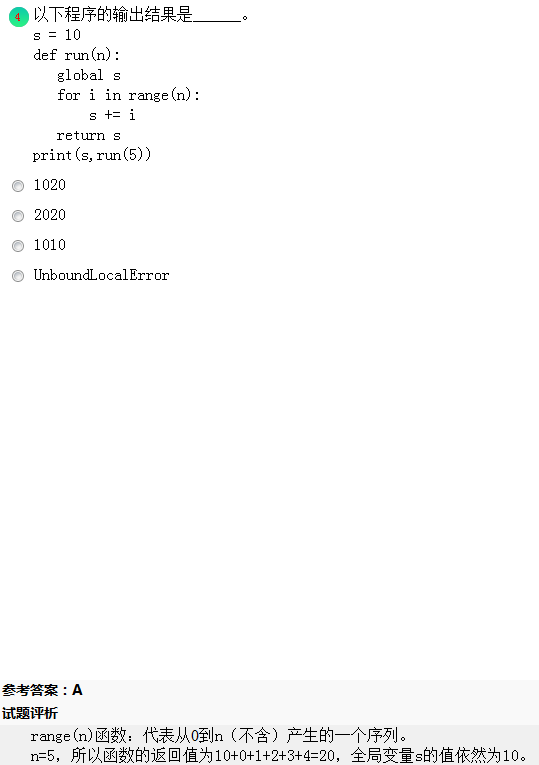 4 以下程序的输出结果是______。
s = 10
def run(n):
    global s
    for i in range(n):
        s += i
    return s
print(s,run(5))
1020
2020
1010
UnboundLocalError
参考答案：A
试题评析
range(n)函数：代表从0到n（不含）产生的一个序列。
n=5，所以函数的返回值为10+0+1+2+3+4=20，全局变量s的值依然为10。